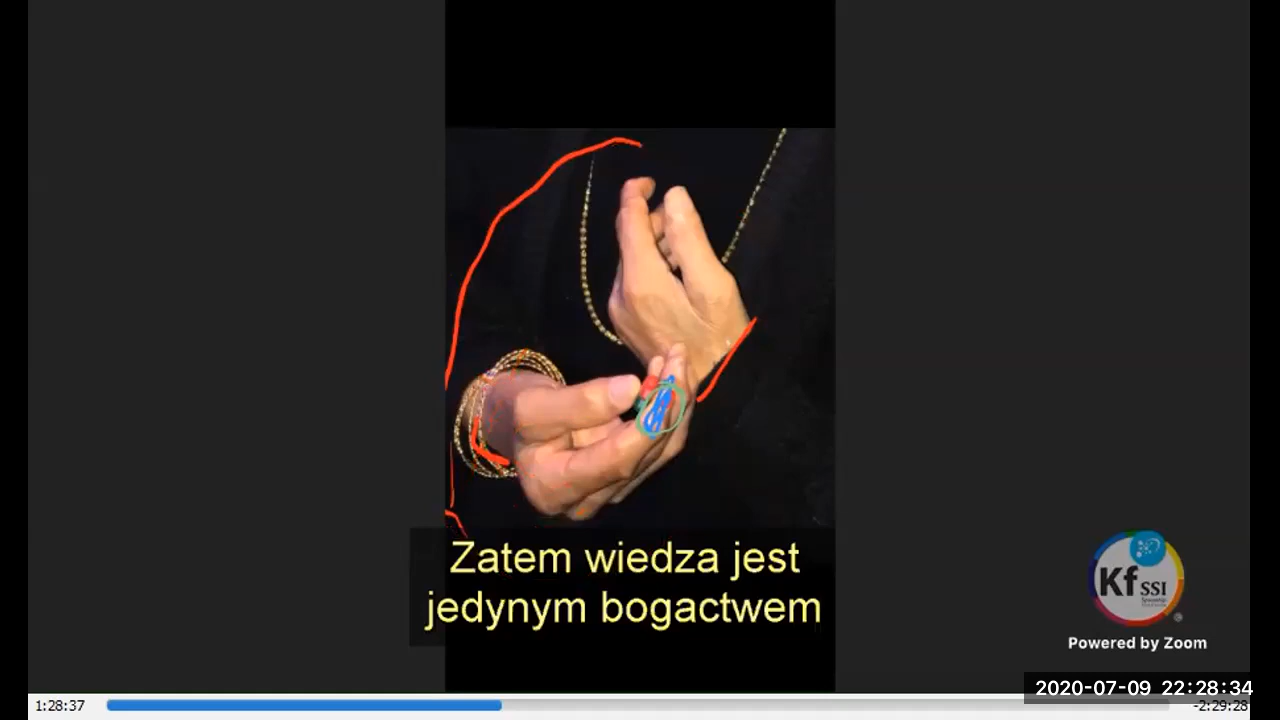 Zatem wiedza jest
jedynym bogactwem
Kf SSI
Powered by Zoom
2020-07-09 22:28:34
1:28:37
-2:29:28